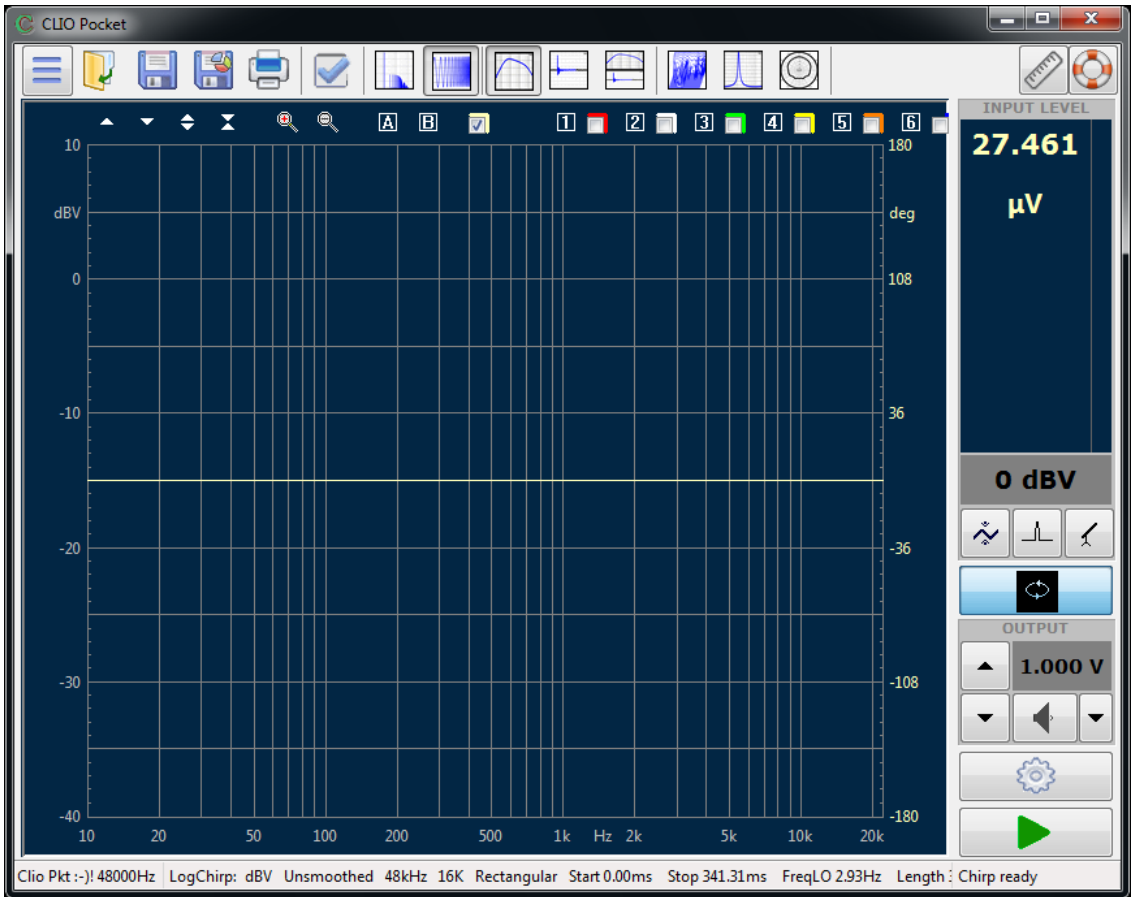 CLIO Pocket
INPUT LEVEL
A B 1 2 3 4 5 6
27.461
µV
10 180
dBV deg
0 108
-10 36
0 dBV
-20 -36
OUTPUT
1.000 V
-30 -108
-40 -180
10 20 50 100 200 500 1k Hz 2k 5k 10k 20k
Clio Pkt :-)! 48000Hz LogChirp: dBV Unsmoothed 48kHz 16K Rectangular Start 0.00ms Stop 341.31ms FreqLO 2.93Hz Length Chirp ready